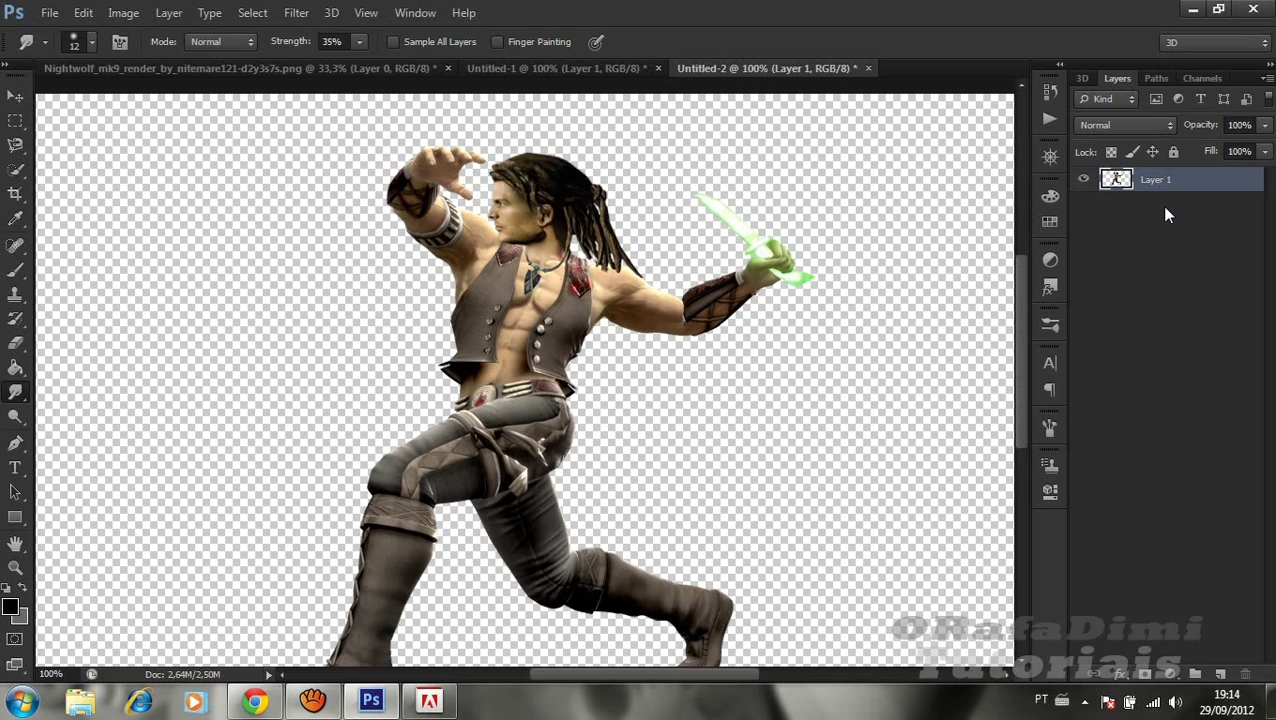 Ps File Edit Image Layer Type Select Filter 3D View Window Help
12 Mode: Normal Strength: 35% Sample All Layers Finger Painting 3D
Nightwolf_mk9_render_by_nitemare121-d2y3s7s.png @ 33,3% (Layer 0, RGB/8) * × Untitled-1 @ 100% (Layer 1, RGB/8) * × Untitled-2 @ 100% (Layer 1, RGB/8) * ×
3D Layers Paths Channels
Kind
Normal Opacity: 100%
Lock: Fill: 100%
Layer 1
ORafaDimi
Tutoriais
100% Doc: 2,64M/2,50M
Ps PT 19:14
29/09/2012